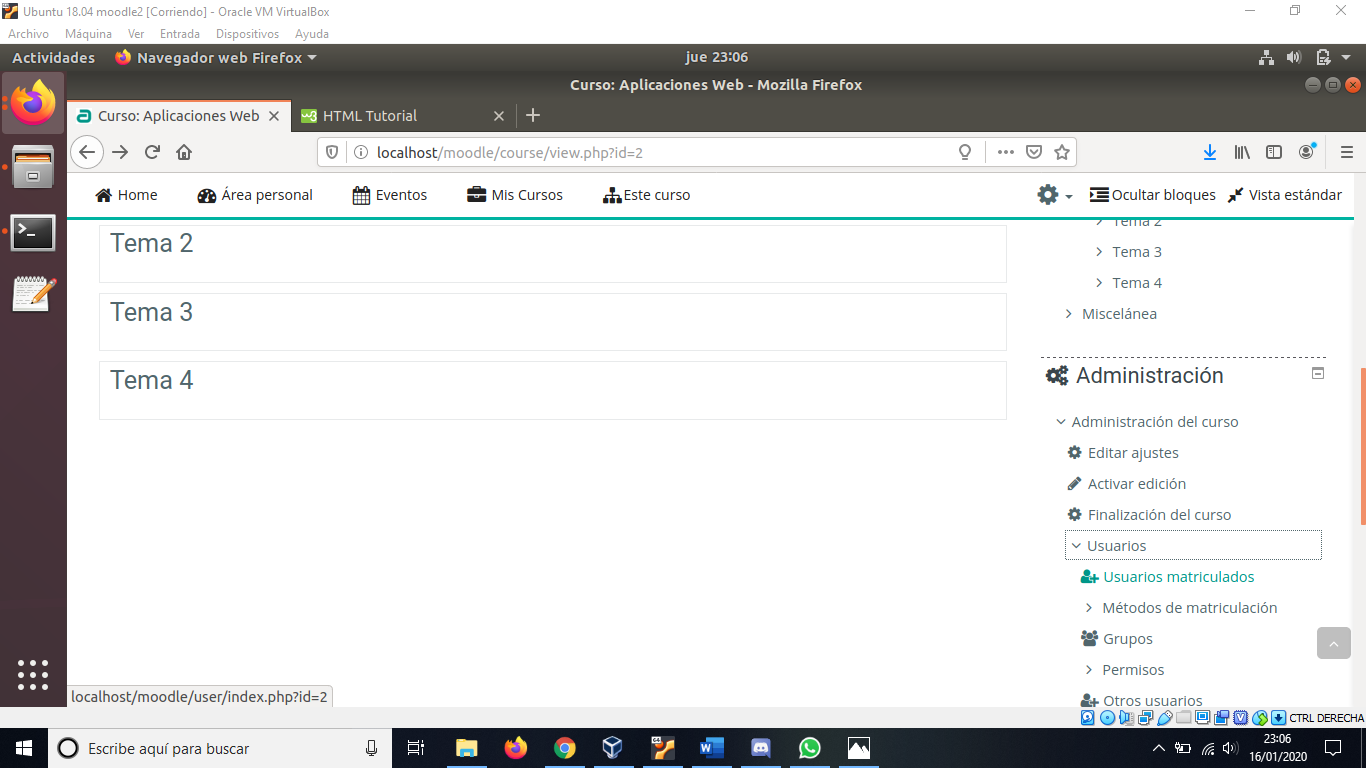 Ubuntu 18.04 moodle2 [Corriendo] - Oracle VM VirtualBox
Archivo Máquina Ver Entrada Dispositivos Ayuda
Actividades Navegador web Firefox jue 23:06
Curso: Aplicaciones Web - Mozilla Firefox
Curso: Aplicaciones Web HTML Tutorial
localhost/moodle/course/view.php?id=2
Home Área personal Eventos Mis Cursos Este curso Ocultar bloques Vista estándar
Tema 2
Tema 3
Tema 4
Tema 2
Tema 3
Tema 4
Miscelánea
Administración
Administración del curso
Editar ajustes
Activar edición
Finalización del curso
Usuarios
Usuarios matriculados
Métodos de matriculación
Grupos
Permisos
Otros usuarios
localhost/moodle/user/index.php?id=2
CTRL DERECHA
Escribe aquí para buscar
23:06
16/01/2020